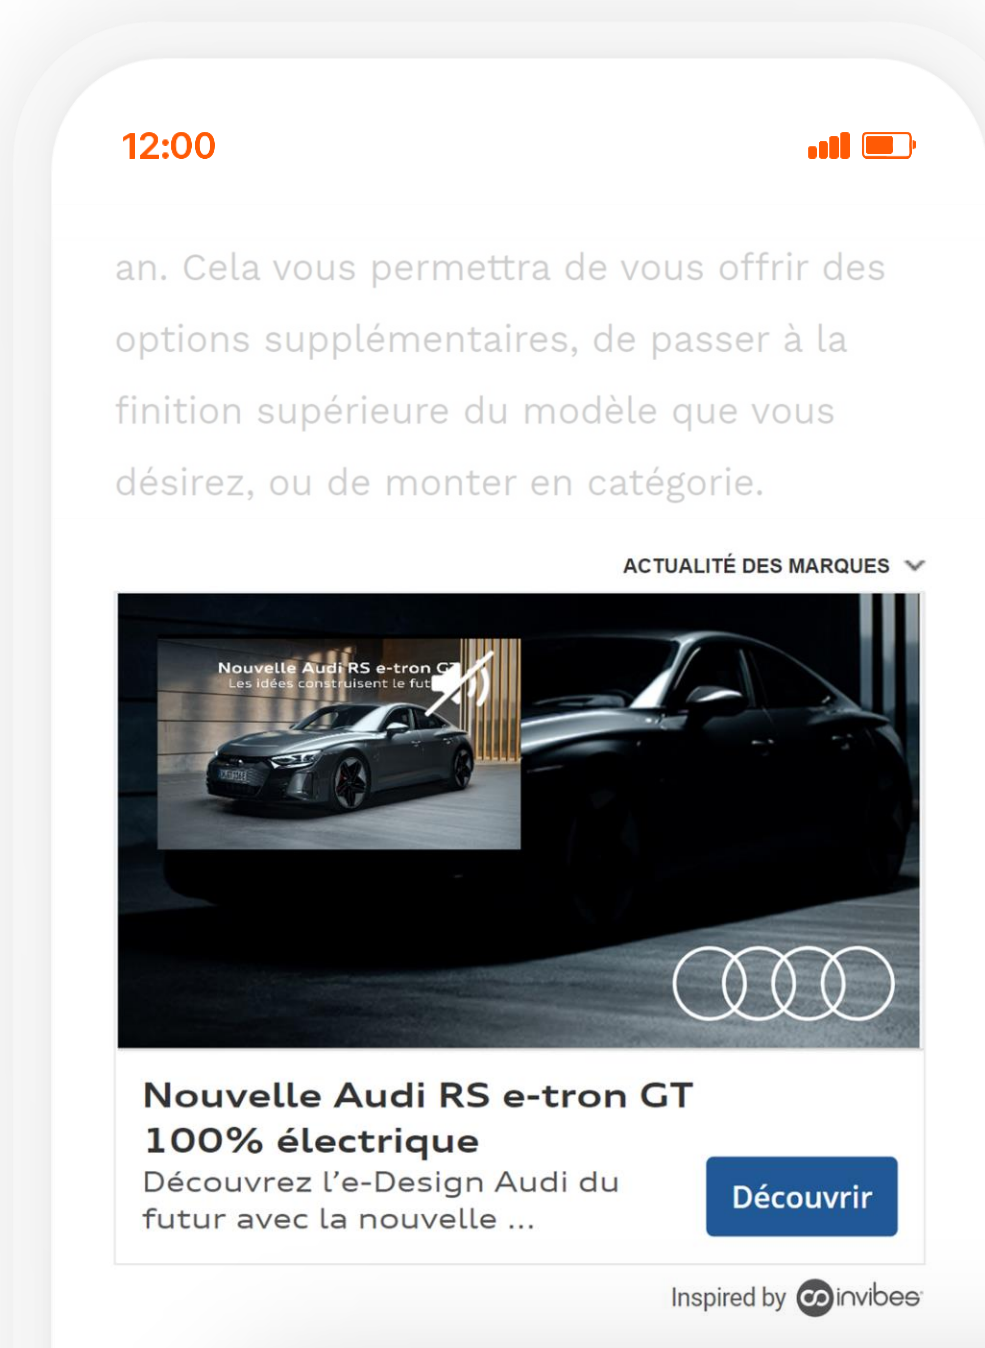 12:00
an. Cela vous permettra de vous offrir des
options supplémentaires, de passer à la
finition supérieure du modèle que vous
désirez, ou de monter en catégorie.
ACTUALITÉ DES MARQUES
Nouvelle Audi RS e-tron GT
Les idées construisent le fut
Nouvelle Audi RS e-tron GT
100% électrique
Découvrez l’e-Design Audi du
futur avec la nouvelle ...
Découvrir
Inspired by invibes